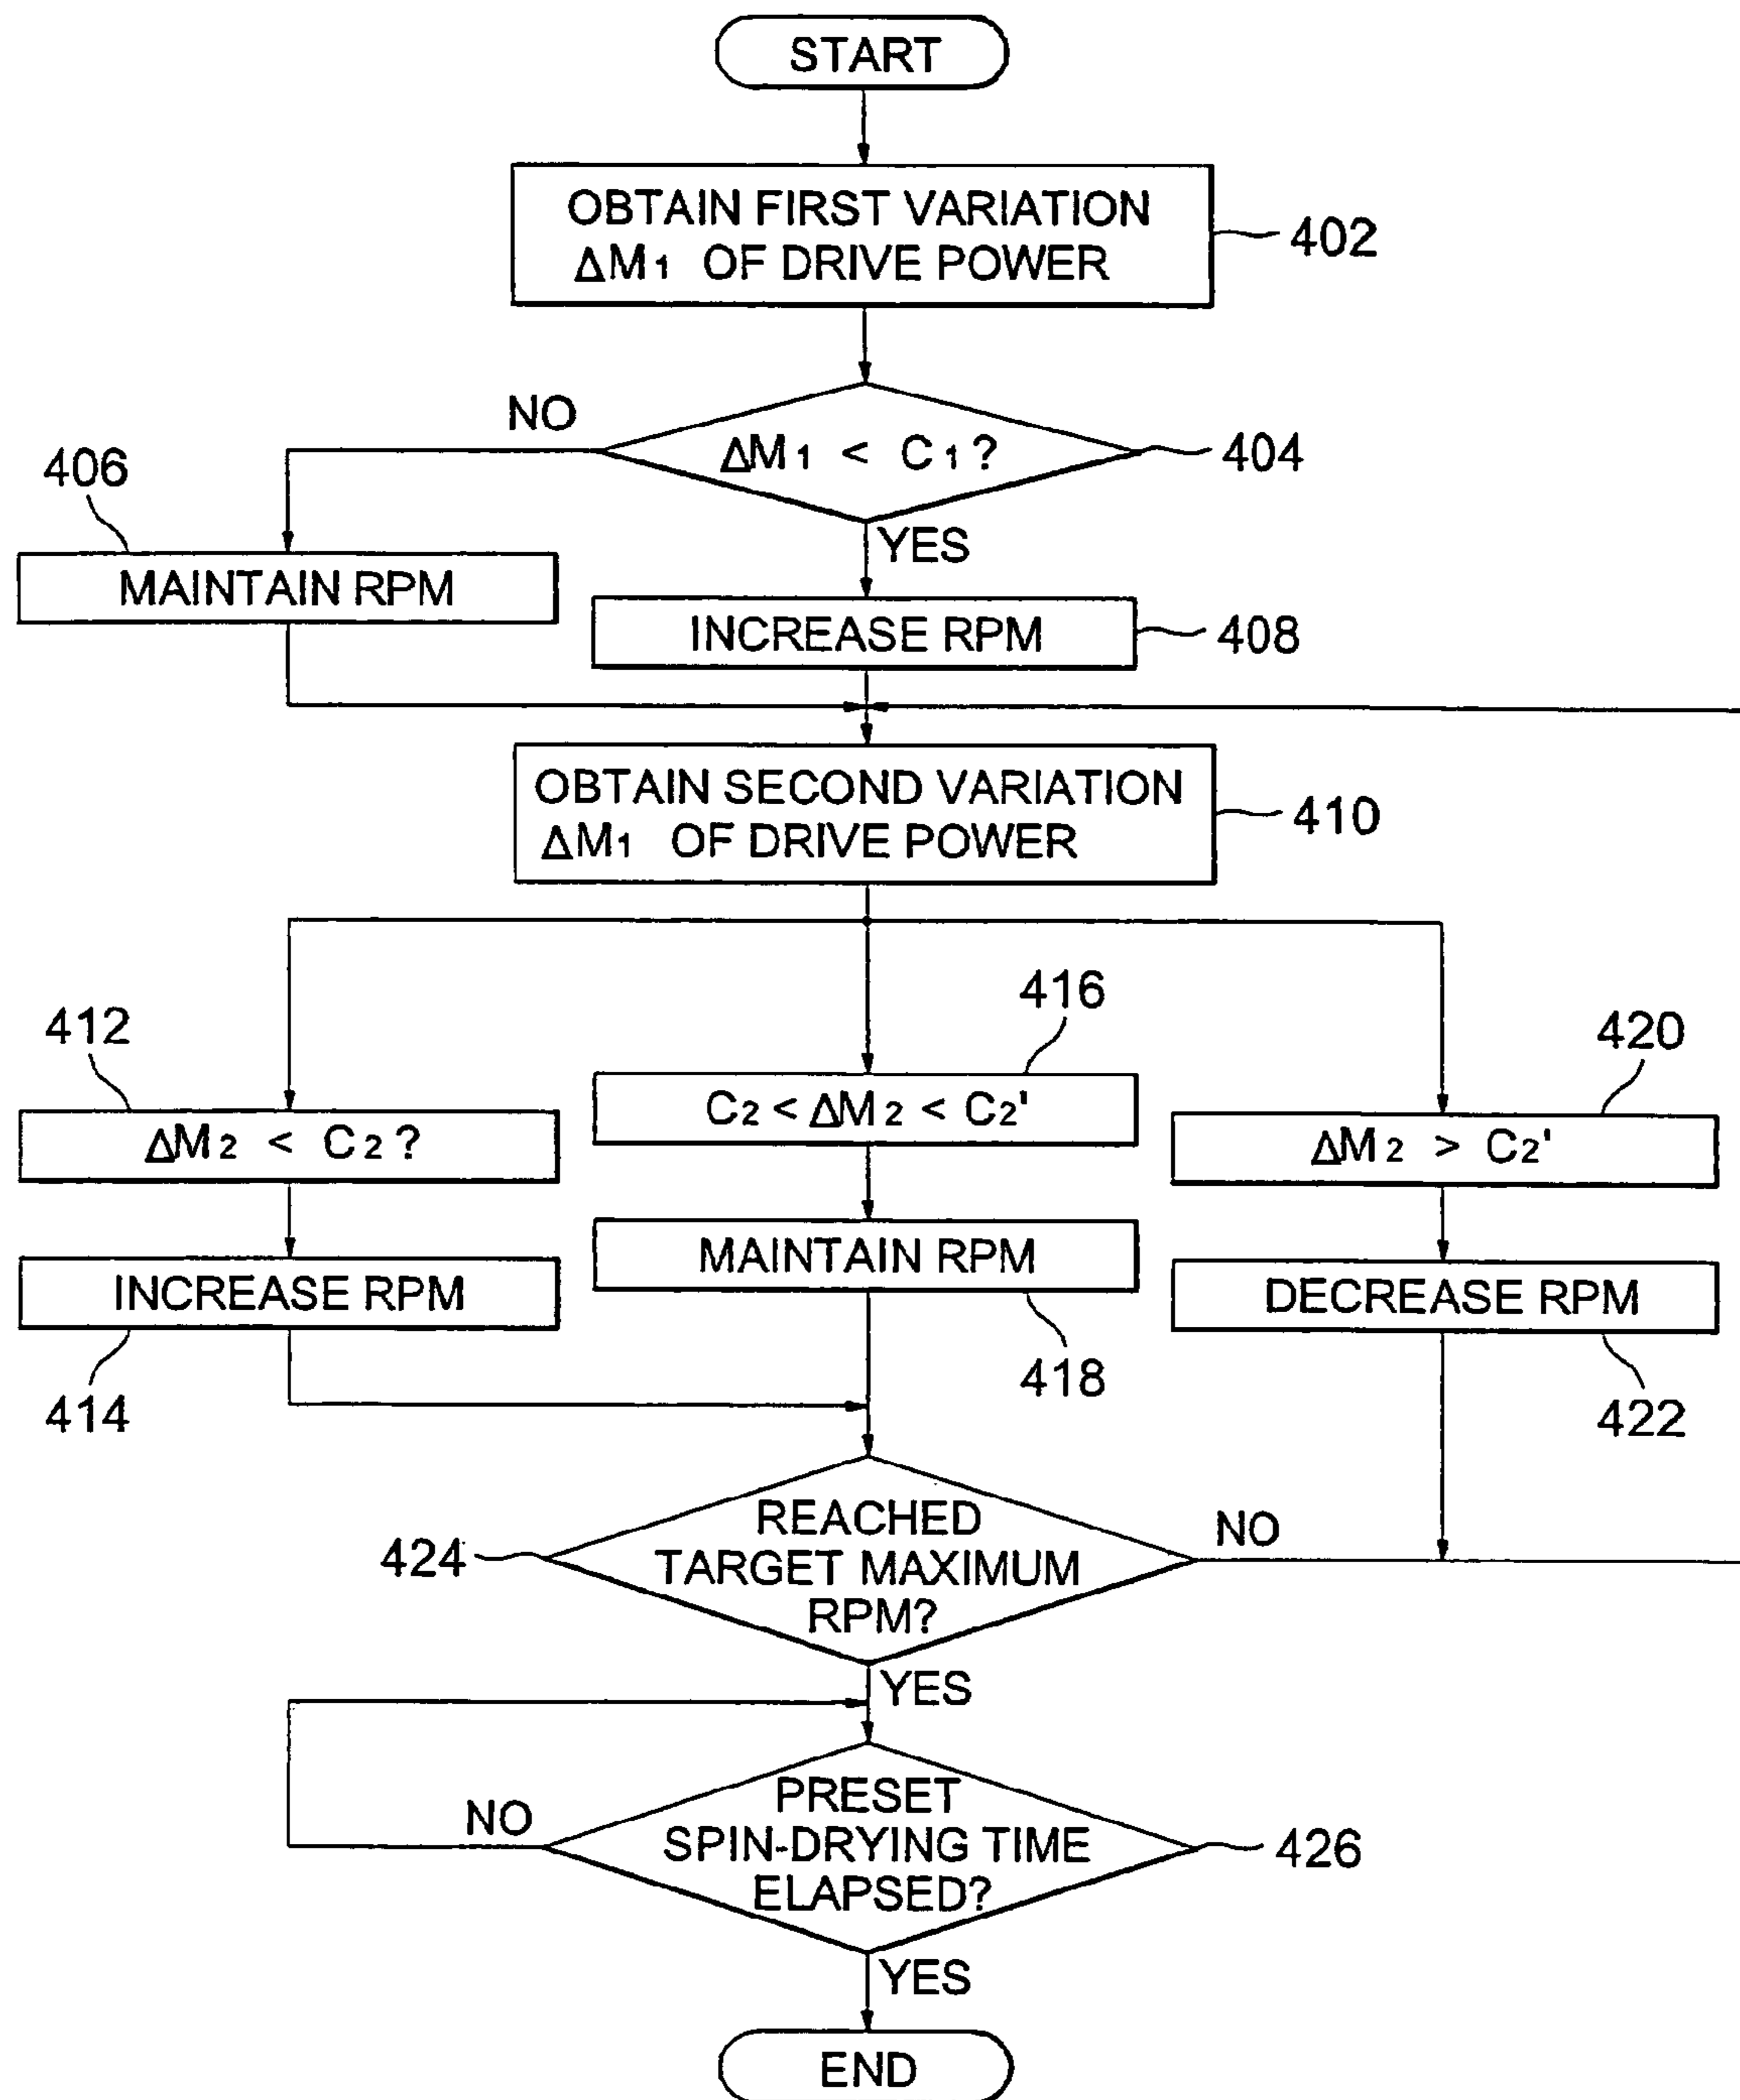 START
OBTAIN FIRST VARIATION
ΔM₁ OF DRIVE POWER
402
NO
ΔM₁ < C₁?
404
406
YES
MAINTAIN RPM
INCREASE RPM
408
OBTAIN SECOND VARIATION
ΔM₁ OF DRIVE POWER
410
412
416
420
ΔM₂ < C₂?
C₂ < ΔM₂ < C₂'
ΔM₂ > C₂'
INCREASE RPM
MAINTAIN RPM
DECREASE RPM
414
418
422
424
REACHED
TARGET MAXIMUM
RPM?
NO
YES
PRESET
SPIN-DRYING TIME
ELAPSED?
NO
426
YES
END